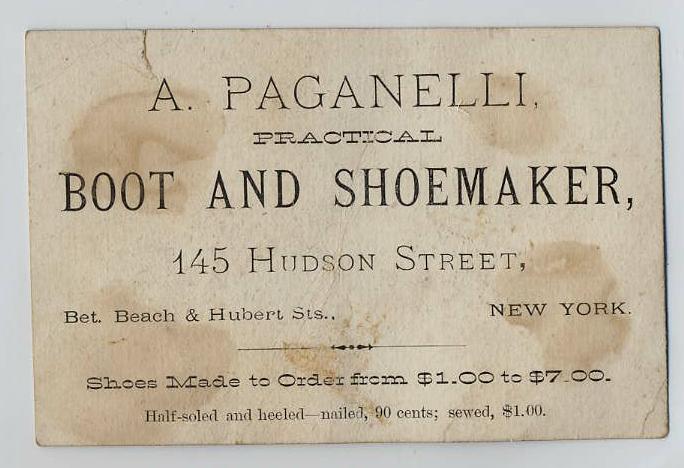 A. PAGANELLI,
PRACTICAL
BOOT AND SHOEMAKER,
145 HUDSON STREET,
Bet. Beach & Hubert Sts., NEW YORK.
Shoes Made to Order from $1.00 to $7.00.
Half-soled and heeled—nailed, 90 cents; sewed, $1.00.